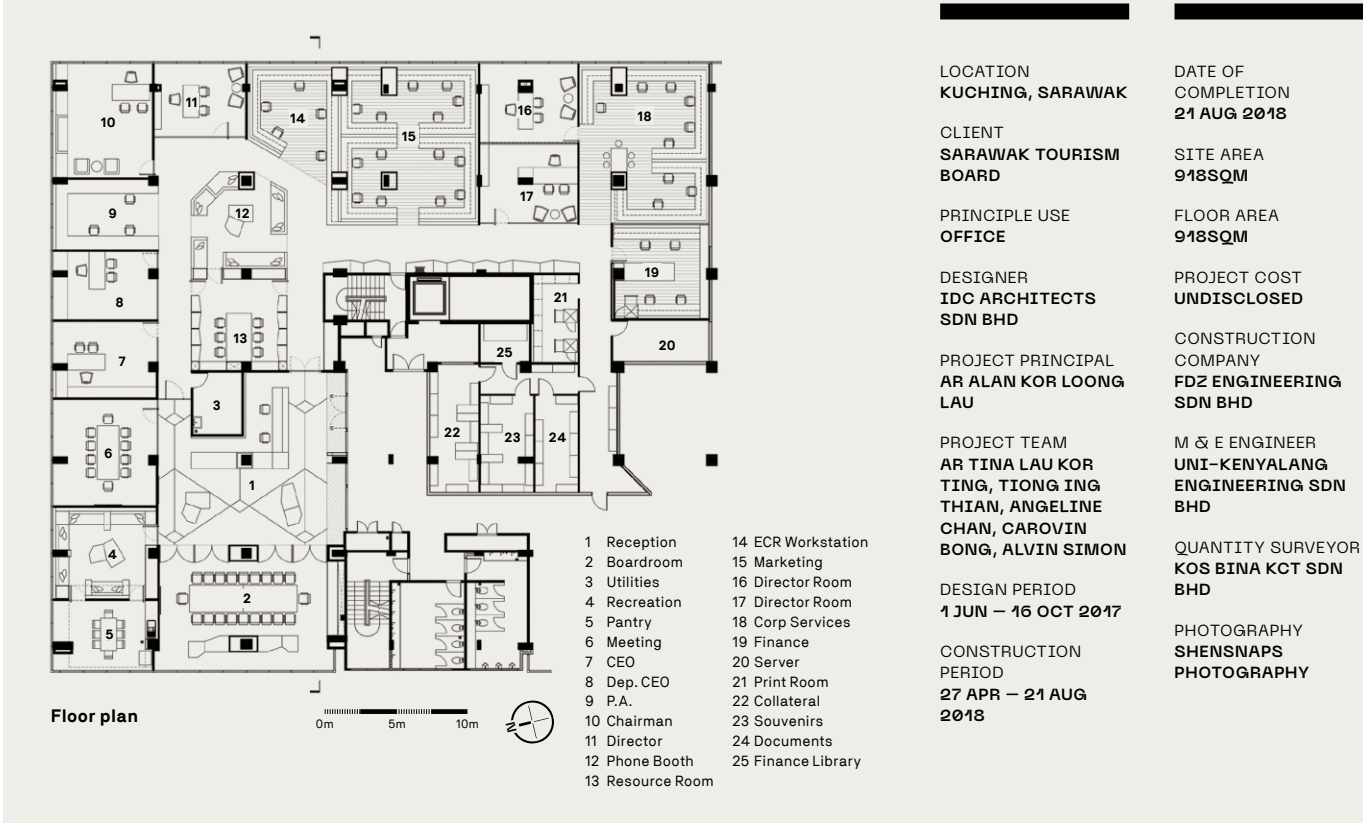 10
11
14
15
16
18
9
12
17
8
13
21
19
7
3
25
20
6
22
23
24
1
4
2
5
Floor plan
0m 5m 10m
N
1 Reception
2 Boardroom
3 Utilities
4 Recreation
5 Pantry
6 Meeting
7 CEO
8 Dep. CEO
9 P.A.
10 Chairman
11 Director
12 Phone Booth
13 Resource Room
14 ECR Workstation
15 Marketing
16 Director Room
17 Director Room
18 Corp Services
19 Finance
20 Server
21 Print Room
22 Collateral
23 Souvenirs
24 Documents
25 Finance Library
LOCATION
KUCHING, SARAWAK
CLIENT
SARAWAK TOURISM
BOARD
PRINCIPLE USE
OFFICE
DESIGNER
IDC ARCHITECTS
SDN BHD
PROJECT PRINCIPAL
AR ALAN KOR LOONG
LAU
PROJECT TEAM
AR TINA LAU KOR
TING, TIONG ING
THIAN, ANGELINE
CHAN, CAROVIN
BONG, ALVIN SIMON
DESIGN PERIOD
1 JUN – 16 OCT 2017
CONSTRUCTION
PERIOD
27 APR – 21 AUG
2018
DATE OF
COMPLETION
21 AUG 2018
SITE AREA
918SQM
FLOOR AREA
918SQM
PROJECT COST
UNDISCLOSED
CONSTRUCTION
COMPANY
FDZ ENGINEERING
SDN BHD
M & E ENGINEER
UNI-KENYALANG
ENGINEERING SDN
BHD
QUANTITY SURVEYOR
KOS BINA KCT SDN
BHD
PHOTOGRAPHY
SHENSNAPS
PHOTOGRAPHY